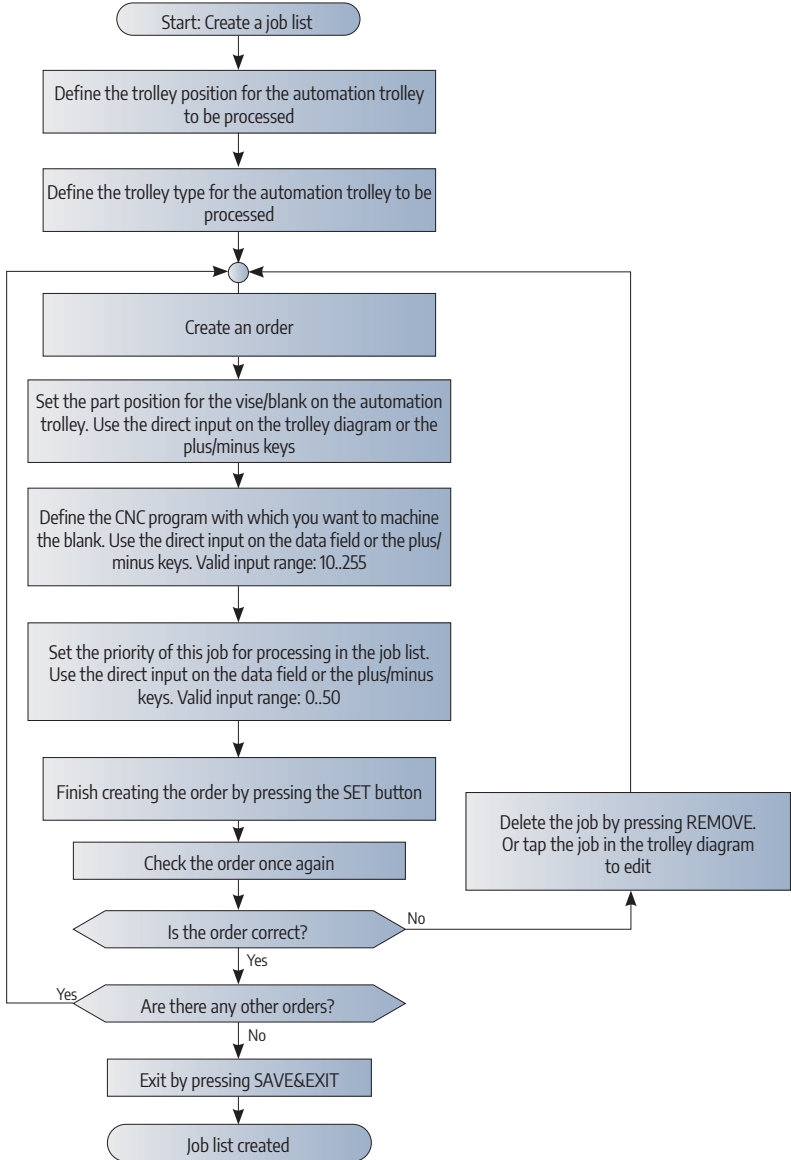 Start: Create a job list
Define the trolley position for the automation trolley
to be processed
Define the trolley type for the automation trolley to be
processed
Create an order
Set the part position for the vise/blank on the automation
trolley. Use the direct input on the trolley diagram or the
plus/minus keys
Define the CNC program with which you want to machine
the blank. Use the direct input on the data field or the plus/
minus keys. Valid input range: 10..255
Set the priority of this job for processing in the job list.
Use the direct input on the data field or the plus/minus
keys. Valid input range: 0..50
Finish creating the order by pressing the SET button
Check the order once again
Is the order correct?
No
Delete the job by pressing REMOVE.
Or tap the job in the trolley diagram
to edit
Yes
Are there any other orders?
Yes
No
Exit by pressing SAVE&EXIT
Job list created